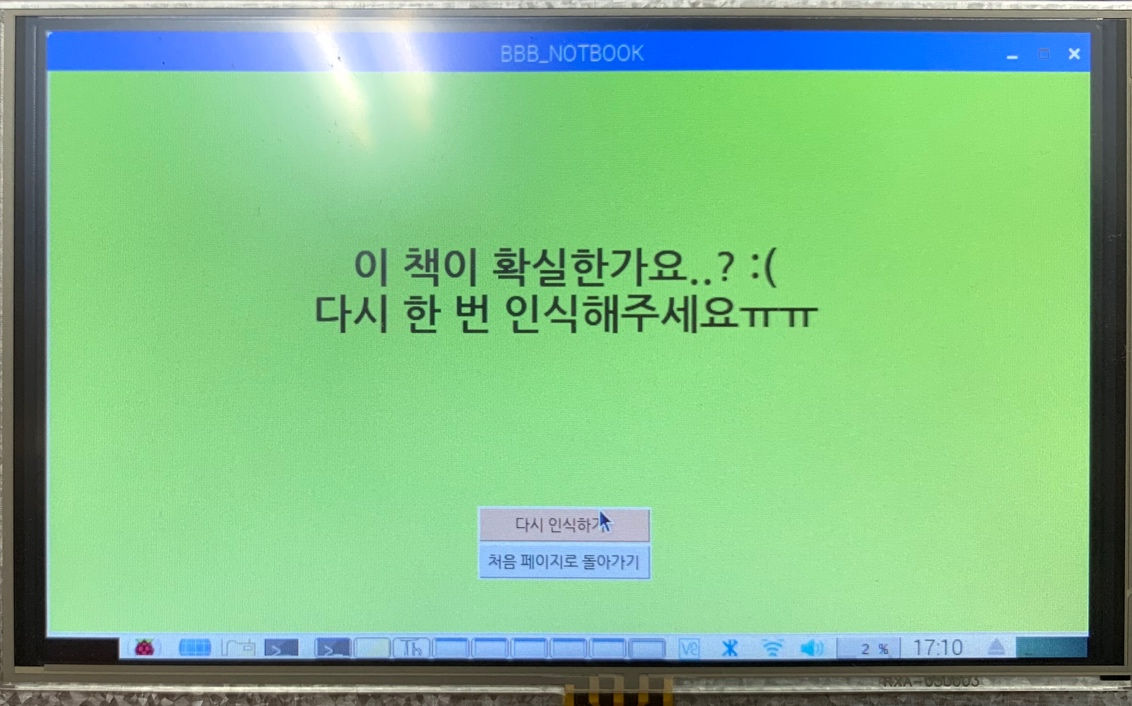 BBB_NOTBOOK
이 책이 확실한가요..? :(
다시 한 번 인식해주세요ㅠㅠ
다시 인식하기
처음 페이지로 돌아가기
Th
V2
2 %
17:10